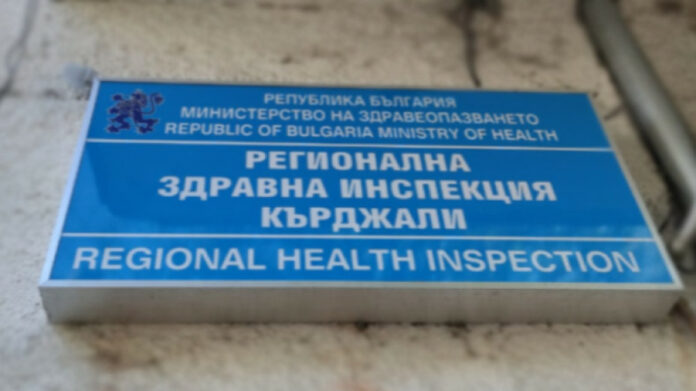 РЕПУБЛИКА БЪЛГАРИЯ
МИНИСТЕРСТВО НА ЗДРАВЕОПАЗВАНЕТО
REPUBLIC OF BULGARIA MINISTRY OF HEALTH
РЕГИОНАЛНА
ЗДРАВНА ИНСПЕКЦИЯ
КЪРДЖАЛИ
REGIONAL HEALTH INSPECTION